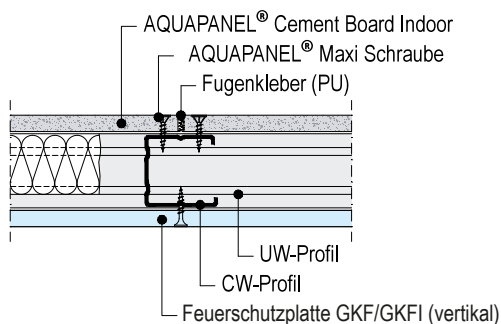 AQUAPANEL® Cement Board Indoor
AQUAPANEL® Maxi Schraube
Fugenkleber (PU)
UW-Profil
CW-Profil
Feuerschutzplatte GKF/GKFI (vertikal)